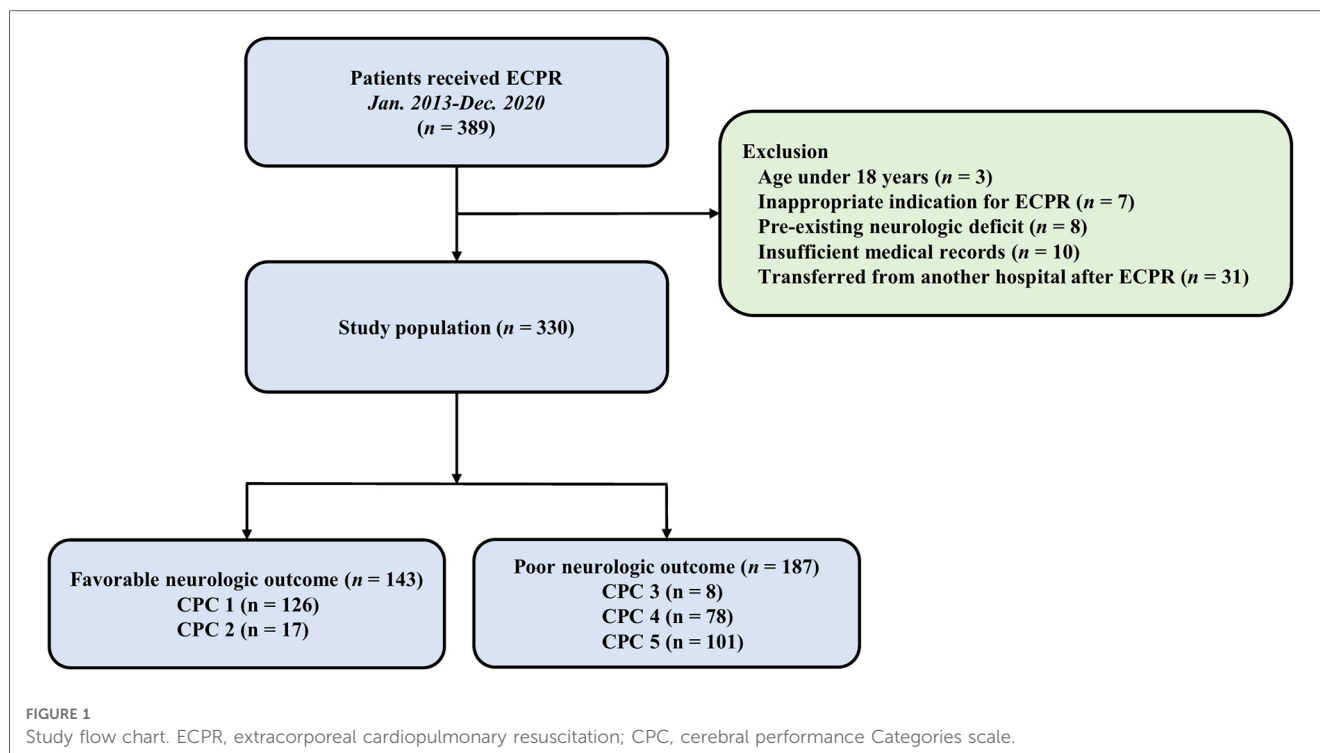 Patients received ECPR
Jan. 2013-Dec. 2020
(n = 389)
Exclusion
Age under 18 years (n = 3)
Inappropriate indication for ECPR (n = 7)
Pre-existing neurologic deficit (n = 8)
Insufficient medical records (n = 10)
Transferred from another hospital after ECPR (n = 31)
Study population (n = 330)
Favorable neurologic outcome (n = 143)
CPC 1 (n = 126)
CPC 2 (n = 17)
Poor neurologic outcome (n = 187)
CPC 3 (n = 8)
CPC 4 (n = 78)
CPC 5 (n = 101)
FIGURE 1
Study flow chart. ECPR, extracorporeal cardiopulmonary resuscitation; CPC, cerebral performance Categories scale.